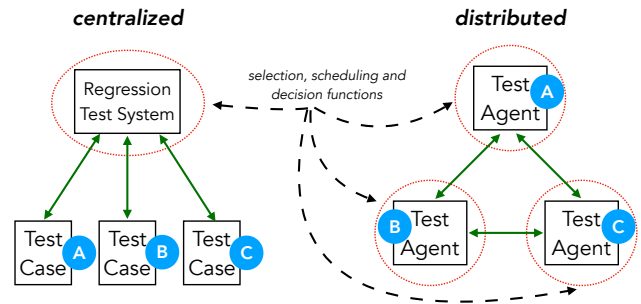 centralized
distributed
selection, scheduling and
decision functions
Regression
Test System
Test
Case
A
Test
Case
B
Test
Case
C
Test
Agent
A
Test
Agent
B
Test
Agent
C